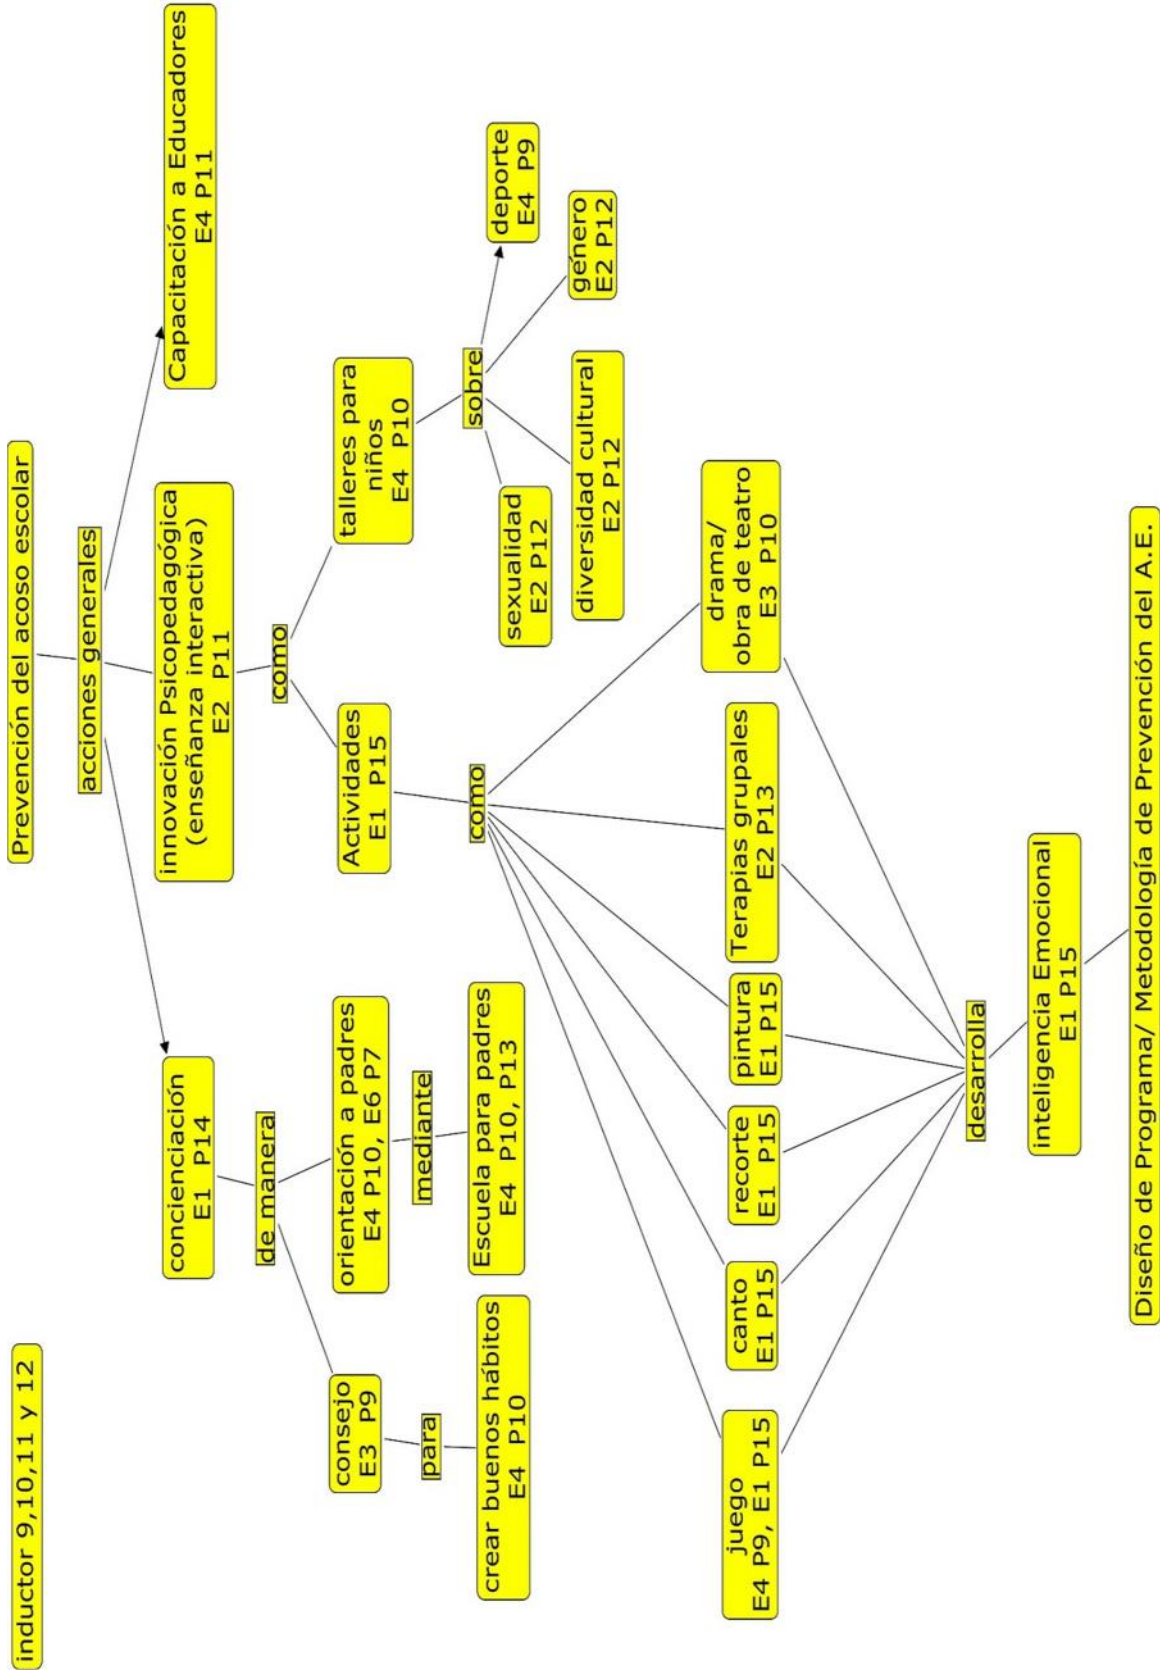 inductor 9,10,11 y 12
Prevención del acoso escolar
acciones generales
concienciación
E1 P14
innovación Psicopedagógica
(enseñanza interactiva)
E2 P11
Capacitación a Educadores
E4 P11
de manera
como
consejo
E3 P9
orientación a padres
E4 P10, E6 P7
Actividades
E1 P15
talleres para
niños
E4 P10
para
mediante
como
sobre
crear buenos hábitos
E4 P10
Escuela para padres
E4 P10, P13
sexualidad
E2 P12
diversidad cultural
E2 P12
género
E2 P12
deporte
E4 P9
juego
E4 P9, E1 P15
canto
E1 P15
recorte
E1 P15
pintura
E1 P15
Terapias grupales
E2 P13
drama/
obra de teatro
E3 P10
desarrolla
inteligencia Emocional
E1 P15
Diseño de Programa/ Metodología de Prevención del A.E.